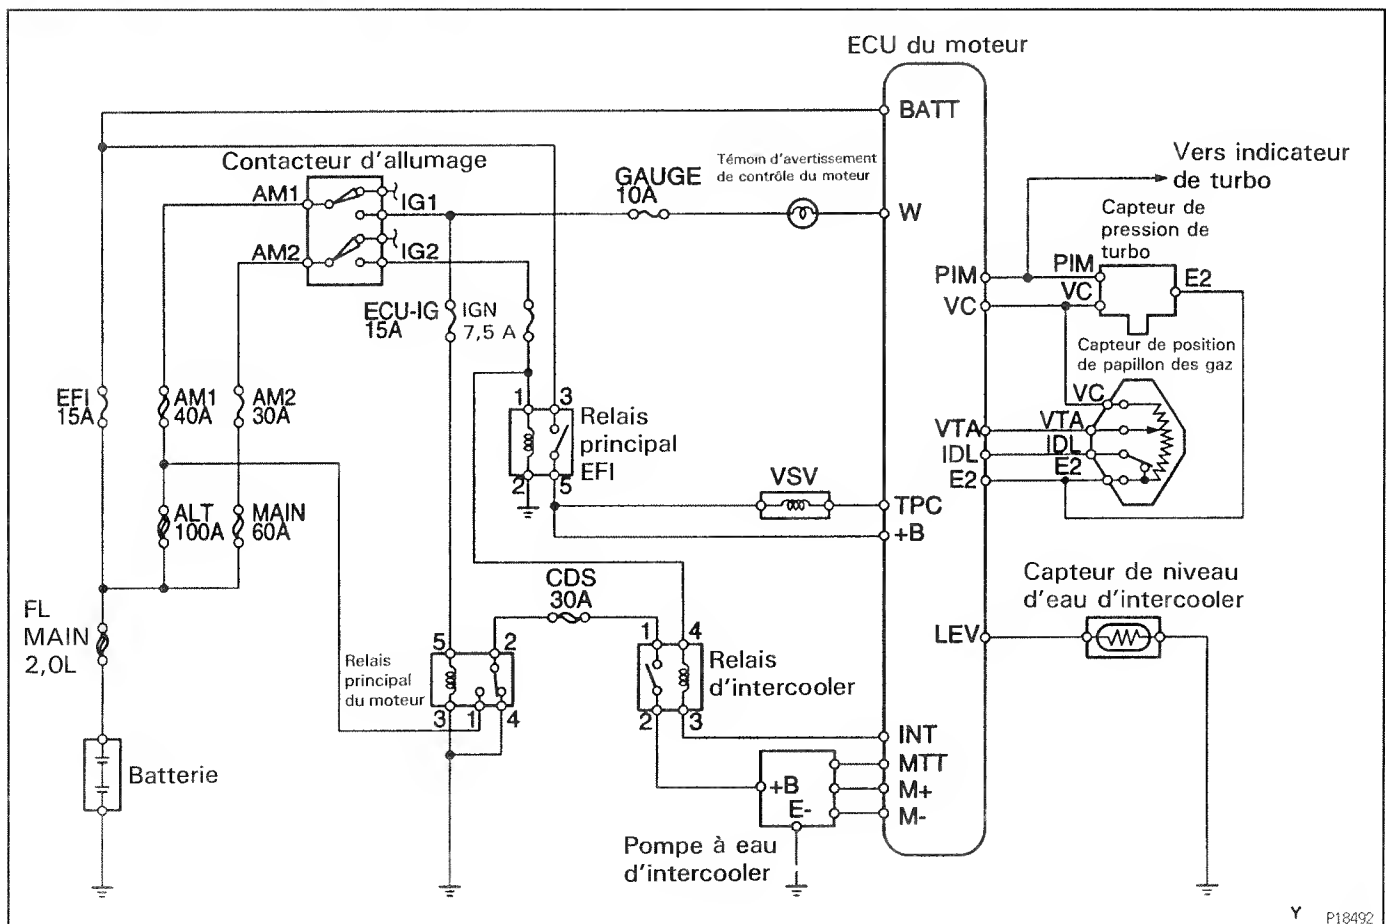 ECU du moteur
BATT
Contacteur d'allumage
AM1
IG1
AM2
IG2
GAUGE
10A
Témoin d'avertissement
de contrôle du moteur
W
Vers indicateur
de turbo
Capteur de
pression de
turbo
PIM
PIM
E2
VC
VC
ECU-IG
15A
IGN
7,5 A
Capteur de position
de papillon des gaz
EFI
15A
AM1
40A
AM2
30A
1
3
Relais
principal
EFI
2
5
VC
VTA
VTA
IDL
IDL
E2
E2
VSV
TPC
+B
ALT
100A
MAIN
60A
CDS
30A
Capteur de niveau
d'eau d'intercooler
FL
MAIN
2,0L
LEV
Relais
principal
du moteur
5
2
3
1
4
1
4
Relais
d'intercooler
2
3
INT
MTT
M+
M-
+B
E-
Batterie
Pompe à eau
d'intercooler
Y
P18492